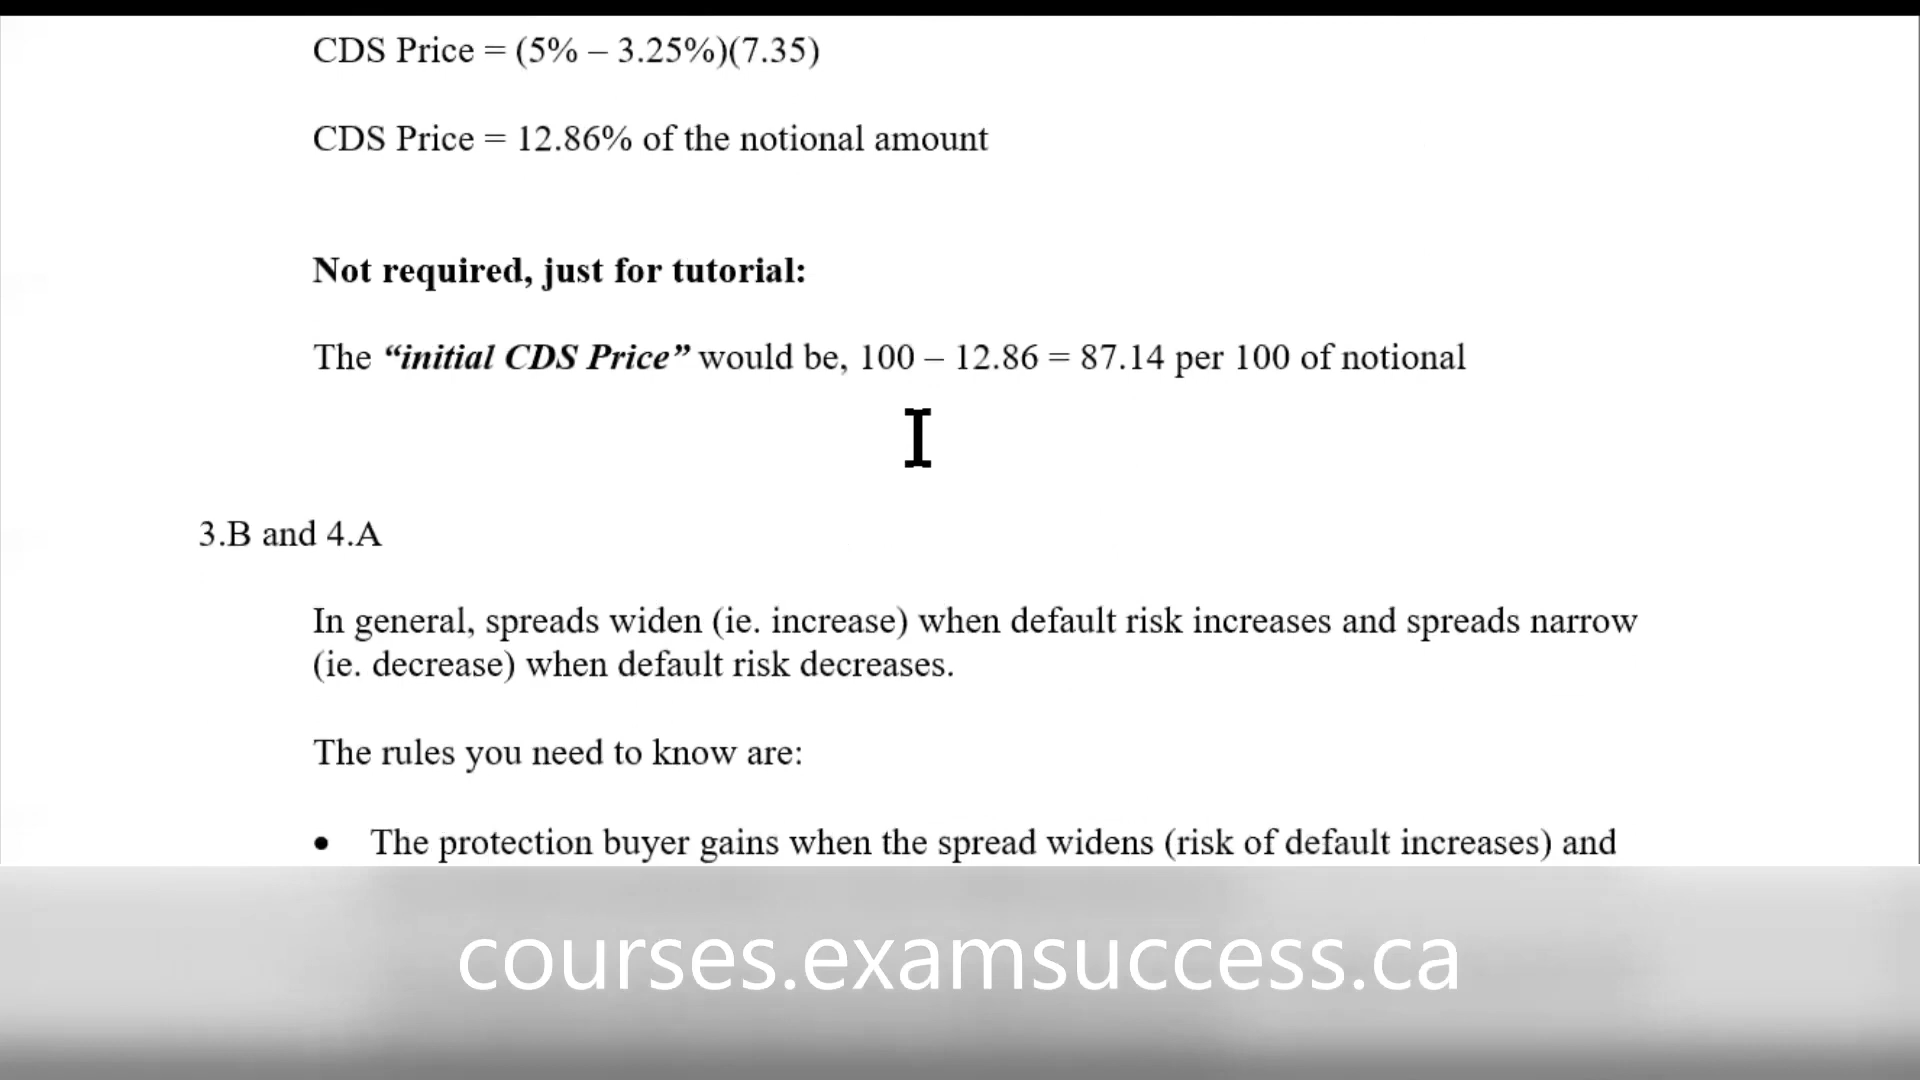 CDS Price = (5% – 3.25%)(7.35)
CDS Price = 12.86% of the notional amount
Not required, just for tutorial:
The “initial CDS Price” would be, 100 – 12.86 = 87.14 per 100 of notional
3.B and 4.A
In general, spreads widen (ie. increase) when default risk increases and spreads narrow
(ie. decrease) when default risk decreases.
The rules you need to know are:
• The protection buyer gains when the spread widens (risk of default increases) and
courses.examsuccess.ca